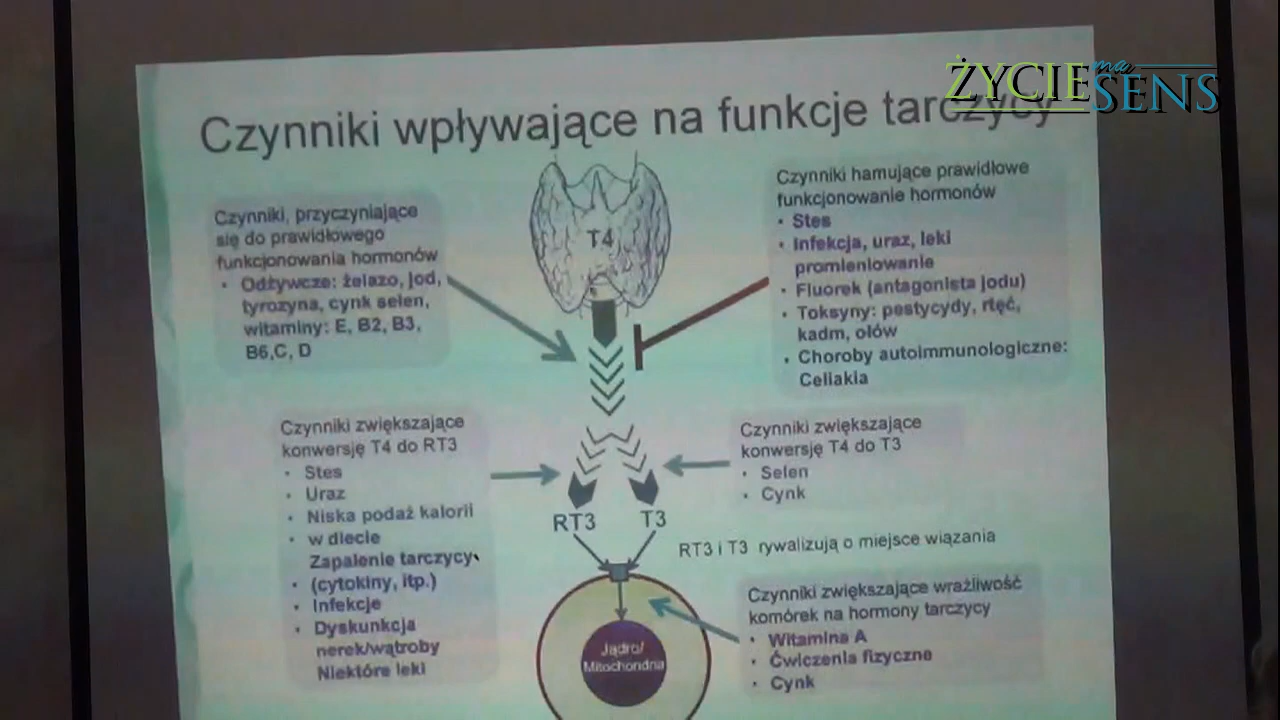 ŻYCIE ma SENS
Czynniki wpływające na funkcje tarczycy
Czynniki, przyczyniające
się do prawidłowego
funkcjonowania hormonów
• Odżywcze: żelazo, jod,
tyrozyna, cynk selen,
witaminy: E, B2, B3,
B6,C, D
T4
Czynniki hamujące prawidłowe
funkcjonowanie hormonów
• Stes
• Infekcja, uraz, leki
promieniowanie
• Fluorek (antagonista jodu)
• Toksyny: pestycydy, rtęć,
kadm, ołów
• Choroby autoimmunologiczne:
Celiakia
Czynniki zwiększające
konwersję T4 do RT3
• Stes
• Uraz
• Niska podaż kalorii
• w diecie
Zapalenie tarczycy
• (cytokiny, itp.)
• Infekcje
• Dyskunkcja
nerek/wątroby
Niektóre leki
Czynniki zwiększające
konwersję T4 do T3
• Selen
• Cynk
RT3
T3
RT3 i T3 rywalizują o miejsce wiązania
Czynniki zwiększające wrażliwość
komórek na hormony tarczycy
• Witamina A
• Ćwiczenia fizyczne
• Cynk
Jądro/
Mitochondria